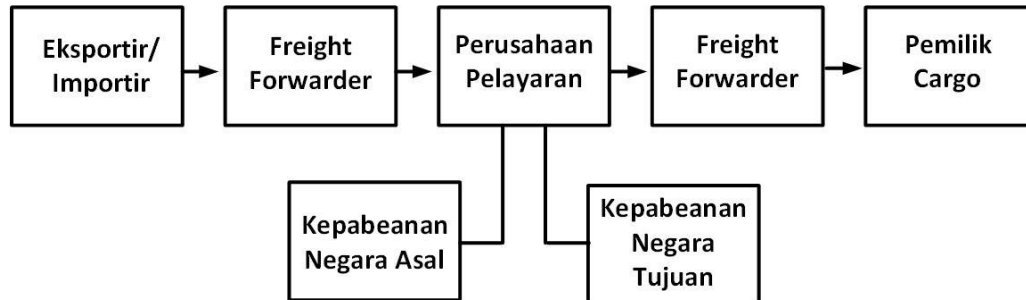 Eksportir/
Importir
Freight
Forwarder
Perusahaan
Pelayaran
Freight
Forwarder
Pemilik
Cargo
Kepabeanan
Negara Asal
Kepabeanan
Negara
Tujuan